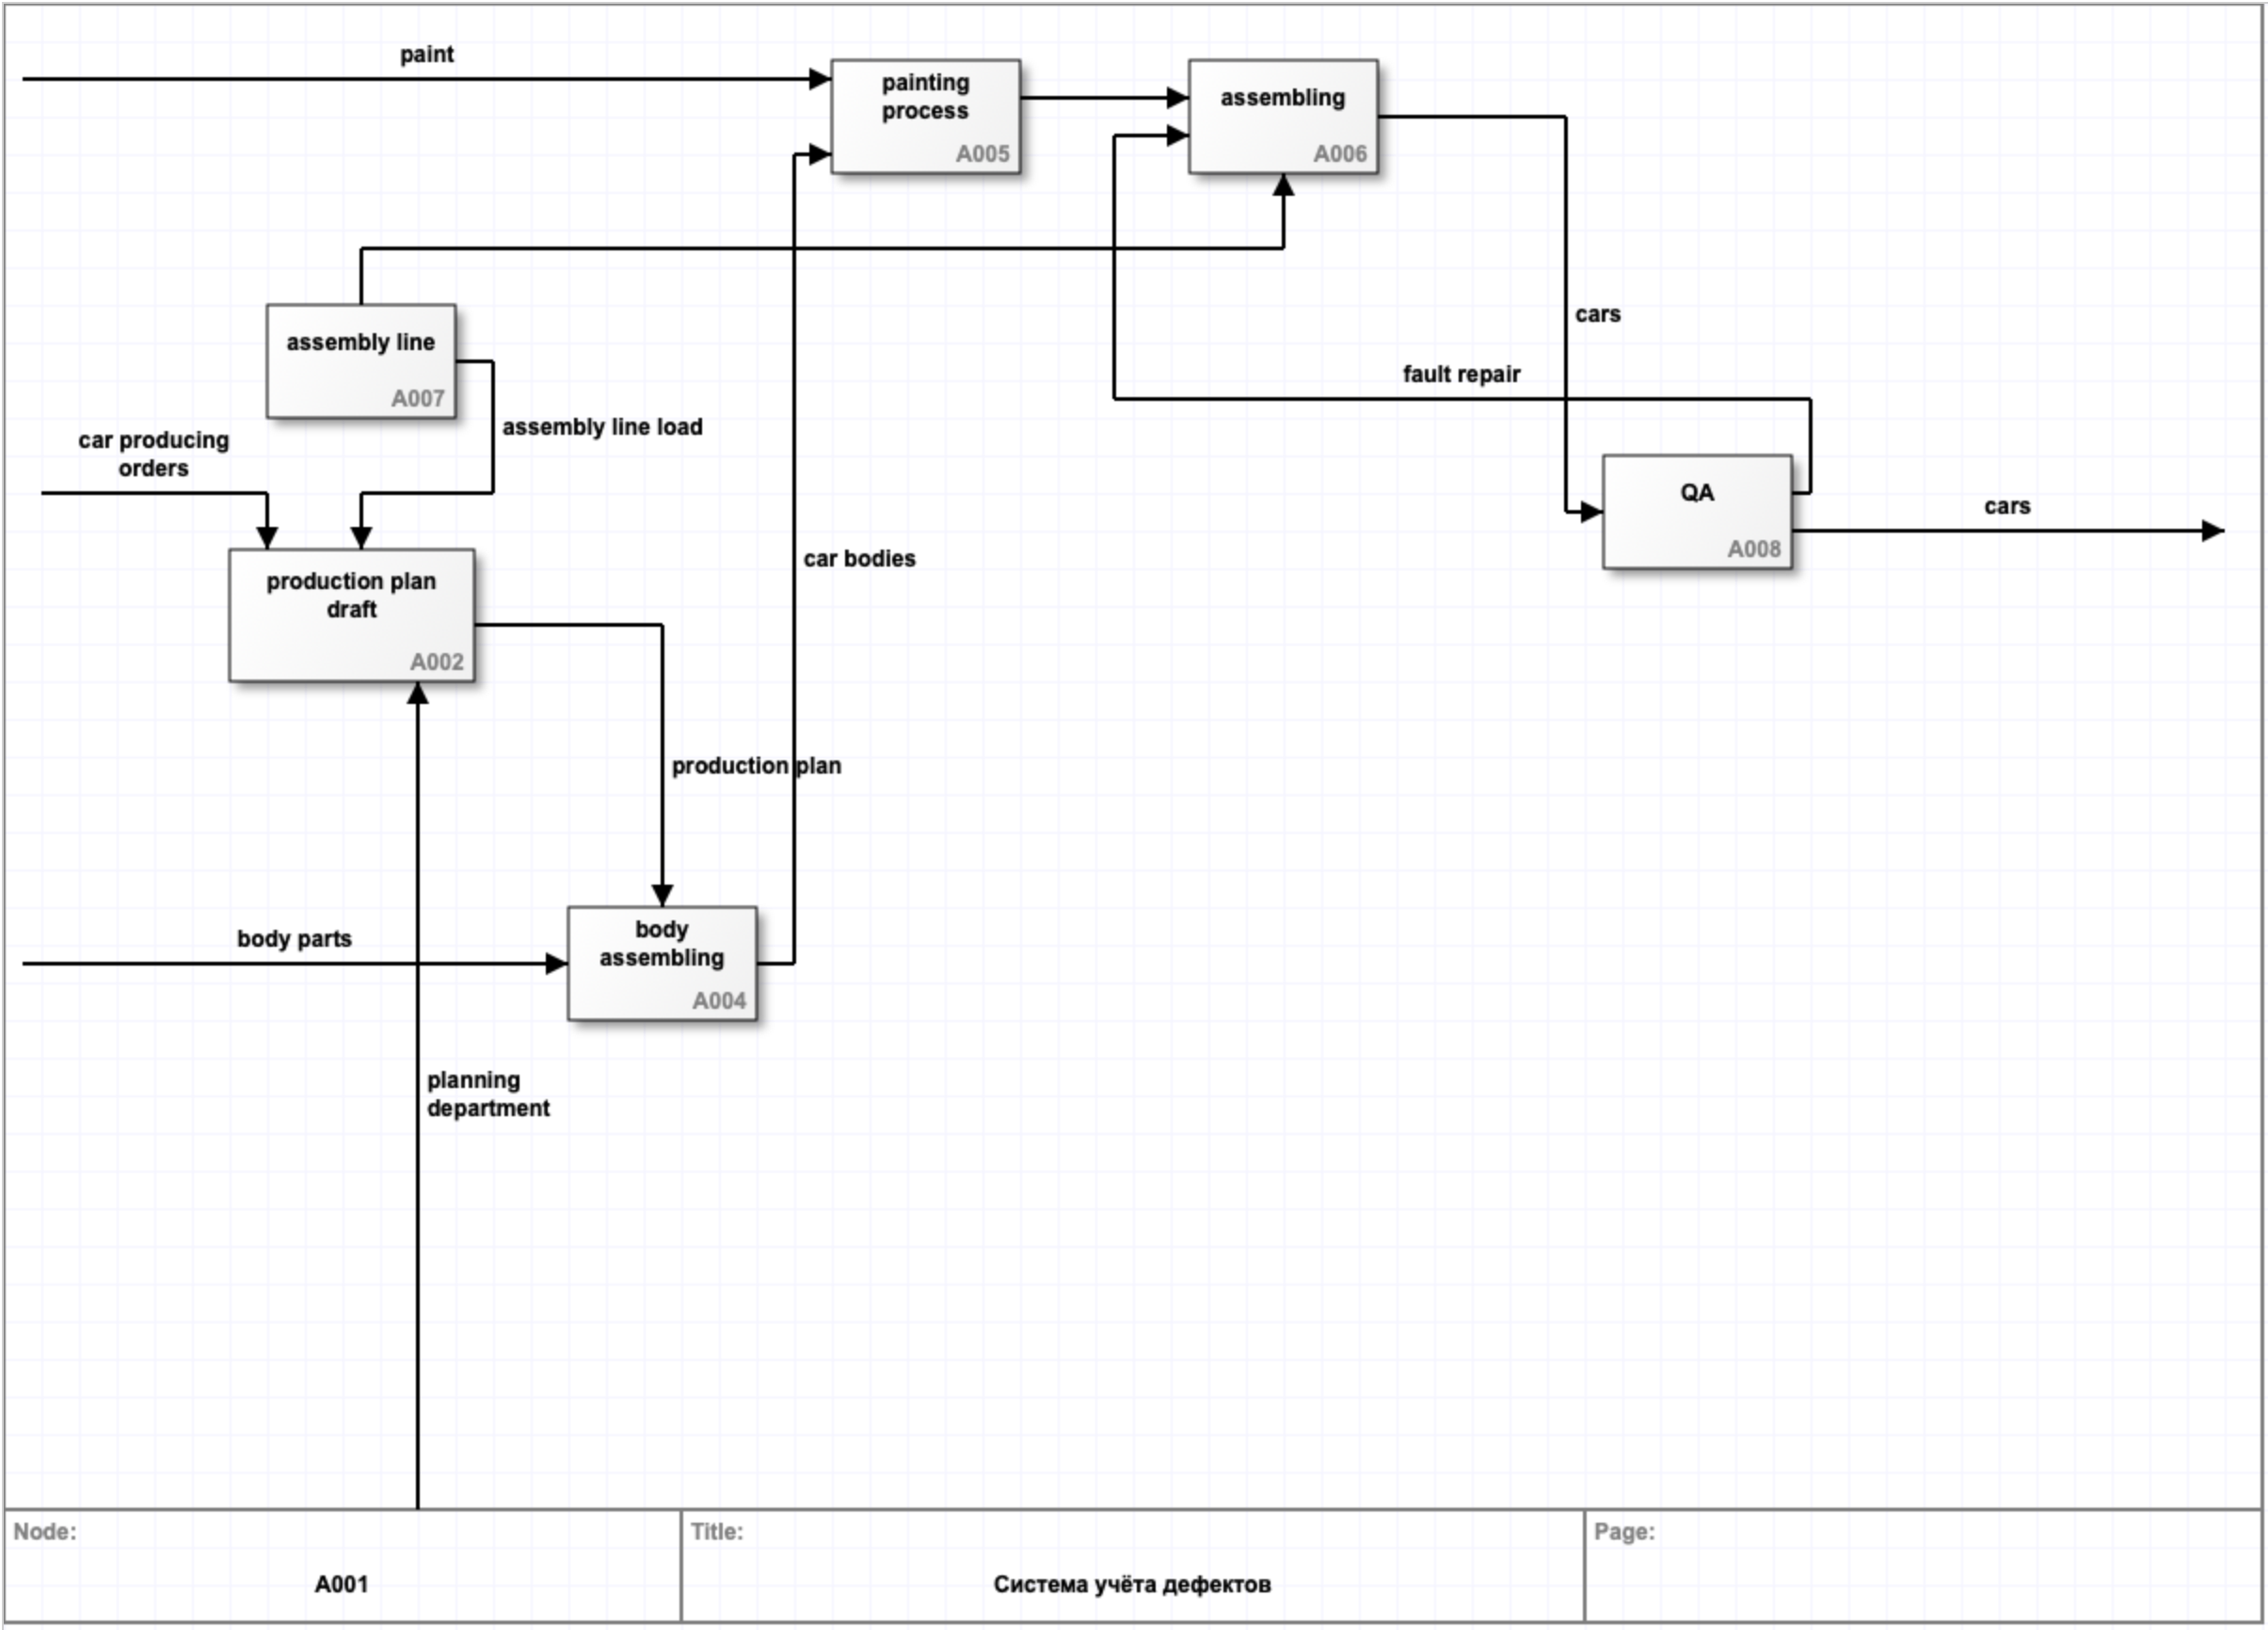 paint
painting
process
A005
assembling
A006
assembly line
A007
cars
fault repair
assembly line load
car producing
orders
QA
A008
cars
car bodies
production plan
draft
A002
production plan
body parts
body
assembling
A004
planning
department
Node:
A001
Title:
Система учёта дефектов
Page: